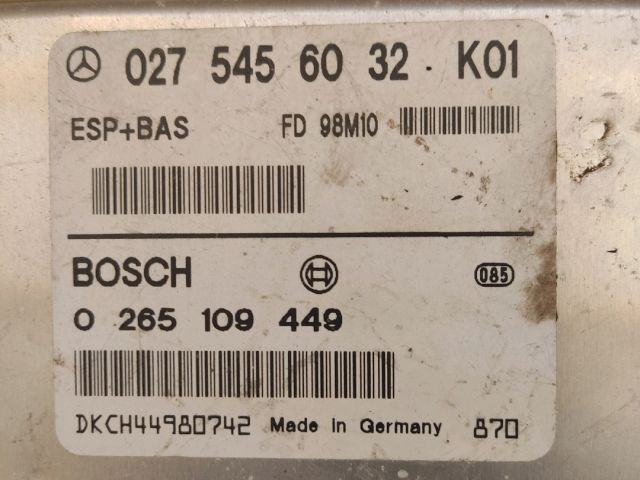 027 545 60 32 · K01
ESP+BAS FD 98M10
BOSCH 085
0 265 109 449
DKCH44980742 Made in Germany 870